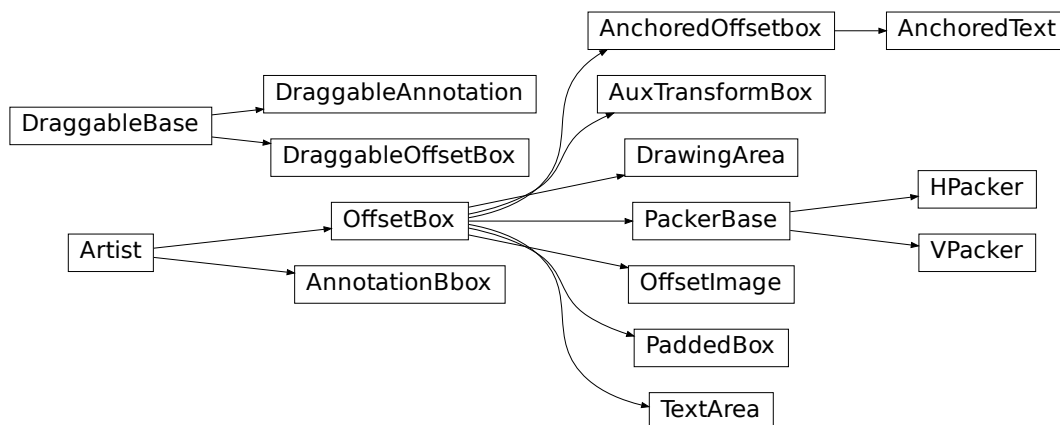 AnchoredOffsetbox
AnchoredText
DraggableAnnotation
AuxTransformBox
DraggableBase
DraggableOffsetBox
DrawingArea
HPacker
OffsetBox
PackerBase
Artist
VPacker
AnnotationBbox
OffsetImage
PaddedBox
TextArea